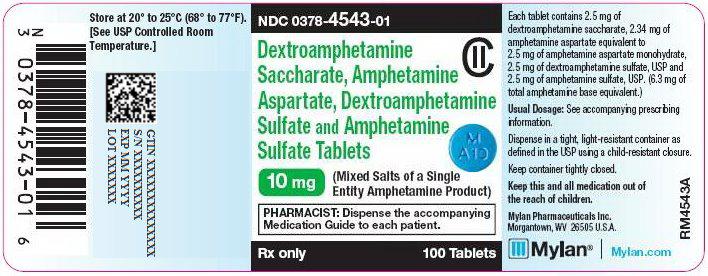 Store at 20° to 25°C (68° to 77°F).
[See USP Controlled Room
Temperature.]
N
3 0378-4543-01 6
GTIN XXXXXXXXXXXXXX
S/N XXXXXXXXXX
EXP MM YYYY
LOT XXXXXXX
NDC 0378-4543-01
CII
Dextroamphetamine
Saccharate, Amphetamine
Aspartate, Dextroamphetamine
Sulfate and Amphetamine
Sulfate Tablets
M
A10
10 mg
(Mixed Salts of a Single
Entity Amphetamine Product)
PHARMACIST: Dispense the accompanying
Medication Guide to each patient.
Rx only
100 Tablets
Each tablet contains 2.5 mg of
dextroamphetamine saccharate, 2.34 mg of
amphetamine aspartate equivalent to
2.5 mg of amphetamine aspartate monohydrate,
2.5 mg of dextroamphetamine sulfate, USP and
2.5 mg of amphetamine sulfate, USP. (6.3 mg of
total amphetamine base equivalent.)
Usual Dosage: See accompanying prescribing
information.
Dispense in a tight, light-resistant container as
defined in the USP using a child-resistant closure.
Keep container tightly closed.
Keep this and all medication out of
the reach of children.
Mylan Pharmaceuticals Inc.
Morgantown, WV 26505 U.S.A.
Mylan®
Mylan.com
RM4543A